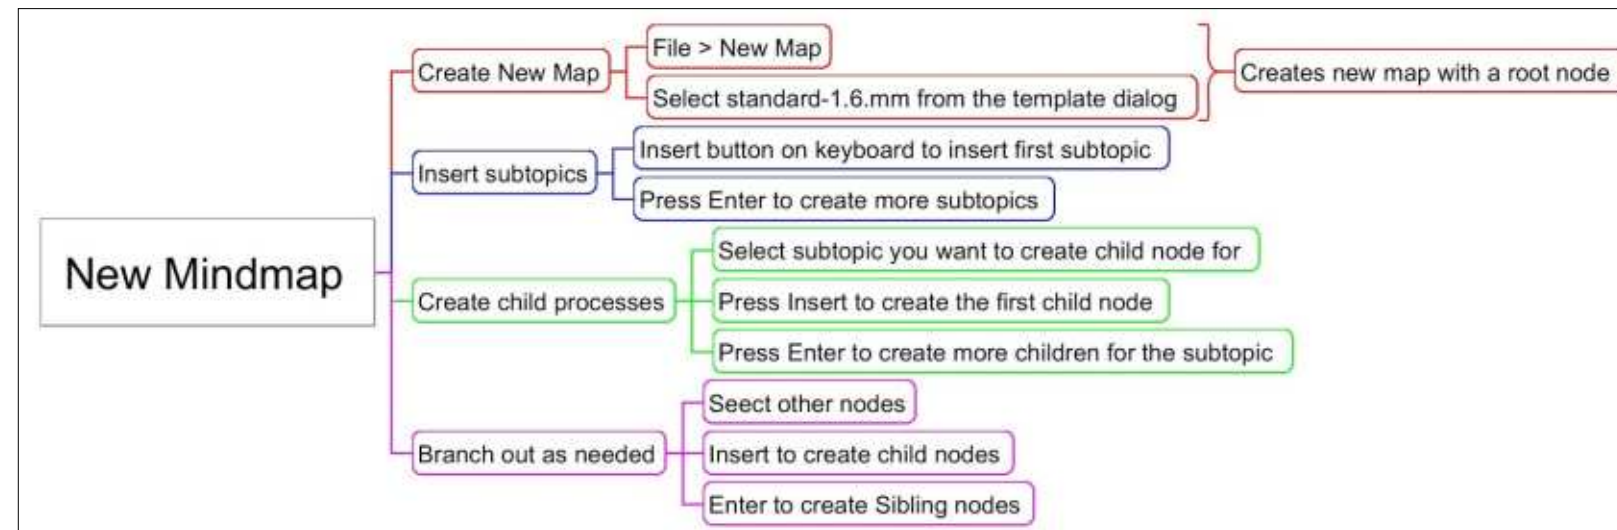 New Mindmap
Create New Map
File > New Map
Select standard-1.6.mm from the template dialog
Creates new map with a root node
Insert subtopics
Insert button on keyboard to insert first subtopic
Press Enter to create more subtopics
Create child processes
Select subtopic you want to create child node for
Press Insert to create the first child node
Press Enter to create more children for the subtopic
Branch out as needed
Seect other nodes
Insert to create child nodes
Enter to create Sibling nodes